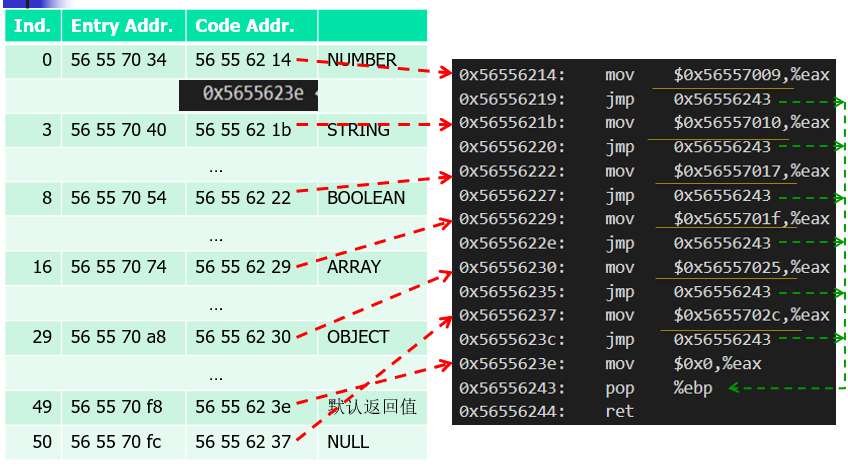 Ind. Entry Addr. Code Addr.
0 56 55 70 34 56 55 62 14 NUMBER
0x5655623e
3 56 55 70 40 56 55 62 1b STRING
...
8 56 55 70 54 56 55 62 22 BOOLEAN
...
16 56 55 70 74 56 55 62 29 ARRAY
...
29 56 55 70 a8 56 55 62 30 OBJECT
...
49 56 55 70 f8 56 55 62 3e 默认返回值
50 56 55 70 fc 56 55 62 37 NULL
0x56556214: mov $0x56557009,%eax
0x56556219: jmp 0x56556243
0x5655621b: mov $0x56557010,%eax
0x56556220: jmp 0x56556243
0x56556222: mov $0x56557017,%eax
0x56556227: jmp 0x56556243
0x56556229: mov $0x5655701f,%eax
0x5655622e: jmp 0x56556243
0x56556230: mov $0x56557025,%eax
0x56556235: jmp 0x56556243
0x56556237: mov $0x5655702c,%eax
0x5655623c: jmp 0x56556243
0x5655623e: mov $0x0,%eax
0x56556243: pop %ebp
0x56556244: ret